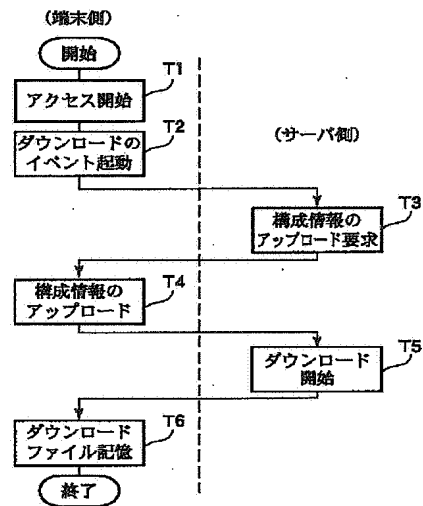 (端末側)
開始
T1
アクセス開始
T2
ダウンロードの
イベント起動
(サーバ側)
T3
構成情報の
アップロード要求
T4
構成情報の
アップロード
T5
ダウンロード
開始
T6
ダウンロード
ファイル記憶
終了